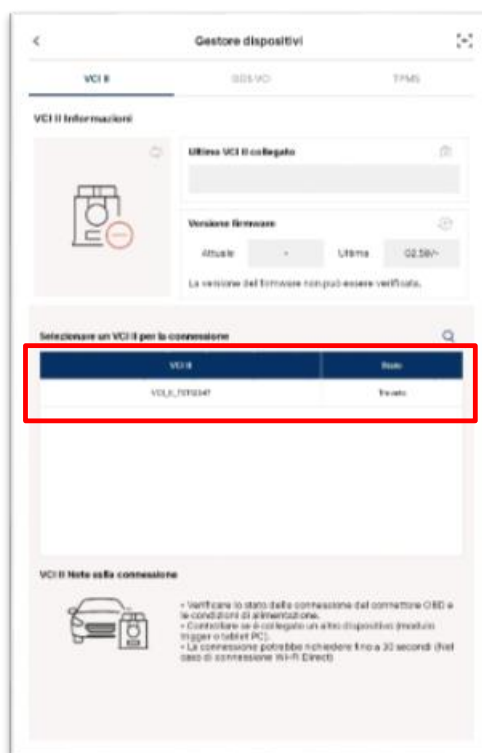 Gestore dispositivi
VCI II
GDS VCI
TPMS
VCI II Informazioni
Ultimo VCI II collegato
Versione firmware
Attuale
-
Ultima
La versione del firmware non può essere verificata.
Selezionare un VCI II per la connessione
VCI II
Stato
Trovato
VCI II Note sulla connessione
• Verificare lo stato della connessione del connettore OBD e
le condizioni di alimentazione.
• Controllare se è collegato un altro dispositivo (modulo
trigger o tablet PC).
• La connessione potrebbe richiedere fino a 30 secondi (Nel
caso di connessione Wi-Fi Direct)